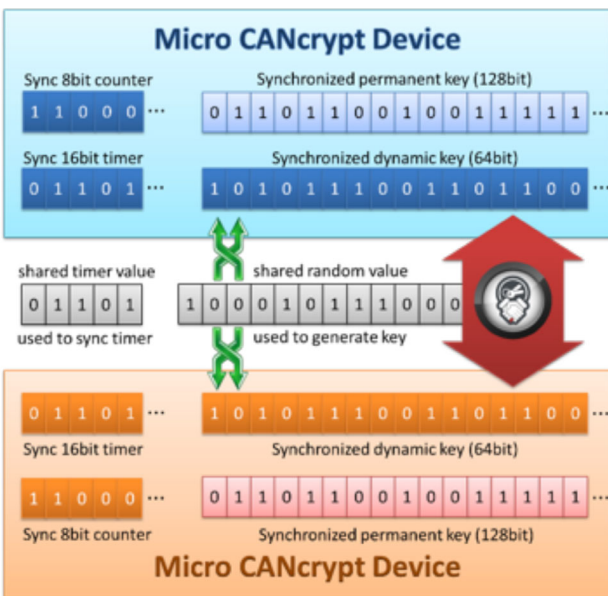 Micro CANcrypt Device
Sync 8bit counter Synchronized permanent key (128bit)
1 1 0 0 0 ... 0 1 1 0 1 1 0 0 1 0 0 1 1 1 1 1 ...
Sync 16bit timer Synchronized dynamic key (64bit)
0 1 1 0 1 ... 1 0 1 0 1 1 1 0 0 1 1 0 1 1 0 0 ...
shared timer value shared random value
0 1 1 0 1 1 0 0 0 1 0 1 1 1 0 0 0
used to sync timer used to generate key
0 1 1 0 1 ... 1 0 1 0 1 1 1 0 0 1 1 0 1 1 0 0 ...
Sync 16bit timer Synchronized dynamic key (64bit)
1 1 0 0 0 ... 0 1 1 0 1 1 0 0 1 0 0 1 1 1 1 1 ...
Sync 8bit counter Synchronized permanent key (128bit)
Micro CANcrypt Device